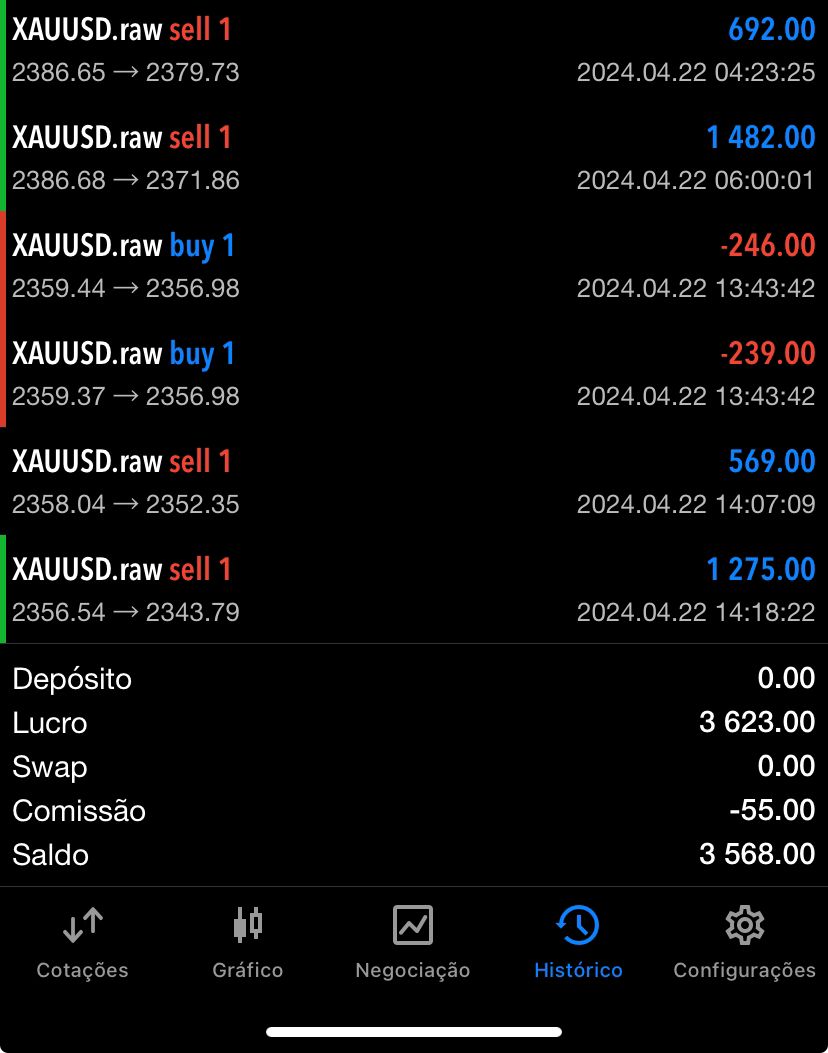 XAUUSD.raw sell 1 692.00
2386.65 → 2379.73 2024.04.22 04:23:25
XAUUSD.raw sell 1 1 482.00
2386.68 → 2371.86 2024.04.22 06:00:01
XAUUSD.raw buy 1 -246.00
2359.44 → 2356.98 2024.04.22 13:43:42
XAUUSD.raw buy 1 -239.00
2359.37 → 2356.98 2024.04.22 13:43:42
XAUUSD.raw sell 1 569.00
2358.04 → 2352.35 2024.04.22 14:07:09
XAUUSD.raw sell 1 1 275.00
2356.54 → 2343.79 2024.04.22 14:18:22
Depósito 0.00
Lucro 3 623.00
Swap 0.00
Comissão -55.00
Saldo 3 568.00
Cotações Gráfico Negociação Histórico Configurações